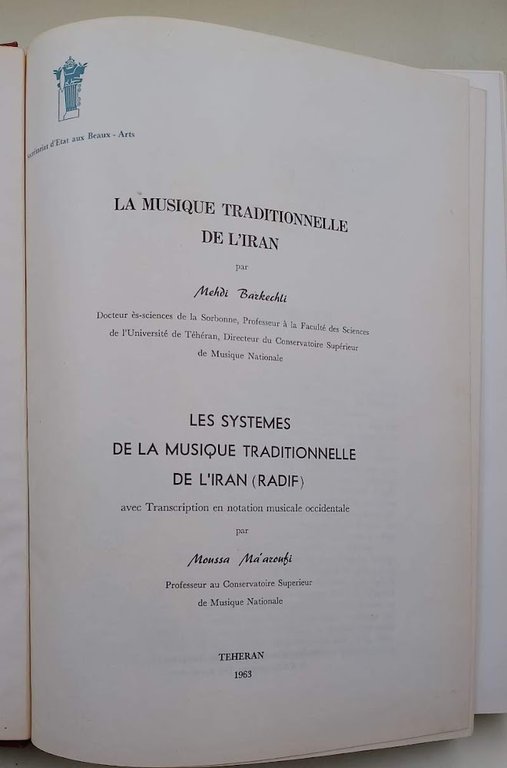 d'Etat aux Beaux - Arts
LA MUSIQUE TRADITIONNELLE
DE L'IRAN
par
Mehdi Barkechli
Docteur ès-sciences de la Sorbonne, Professeur à la Faculté des Sciences
de l'Université de Téhéran, Directeur du Conservatoire Supérieur
de Musique Nationale
LES SYSTEMES
DE LA MUSIQUE TRADITIONNELLE
DE L'IRAN (RADIF)
avec Transcription en notation musicale occidentale
par
Moussa Ma'aroufi
Professeur au Conservatoire Superieur
de Musique Nationale
TEHERAN
1963